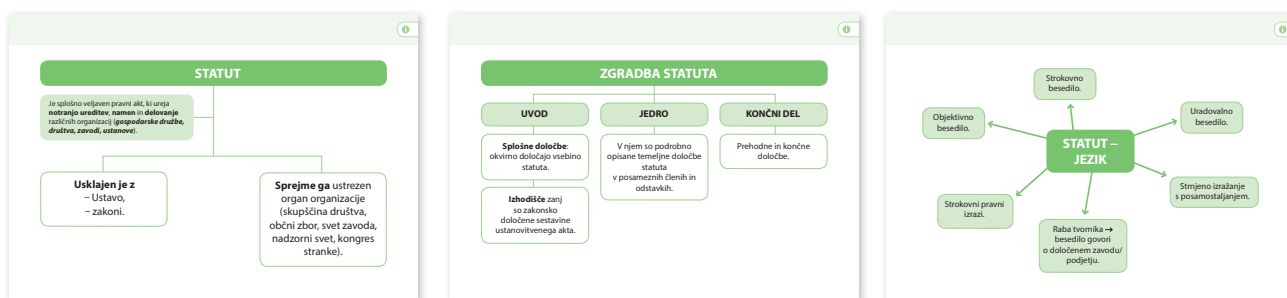 STATUT
Je splošno veljaven pravni akt, ki ureja
notranjo ureditev, namen in delovanje
različnih organizacij (gospodarske družbe,
društva, zavodi, ustanove).
Usklajen je z
– Ustavo,
– zakoni.
Sprejme ga ustrezen
organ organizacije
(skupščina društva,
občni zbor, svet zavoda,
nadzorni svet, kongres
stranke).
ZGRADBA STATUTA
UVOD
Splošne določbe:
okvirno določajo vsebino
statuta.
Izhodišče zanj
so zakonsko
določene sestavine
ustanovitvenega akta.
JEDRO
V njem so podrobno
opisane temeljne določbe
statuta
v posameznih členih in
odstavkih.
KONČNI DEL
Prehodne in končne
določbe.
STATUT –
JEZIK
Strokovno
besedilo.
Uradovalno
besedilo.
Strnjeno izražanje
s posamostaljanjem.
Raba tvornika →
besedilo govori
o določenem zavodu/
podjetju.
Strokovni pravni
izrazi.
Objektivno
besedilo.